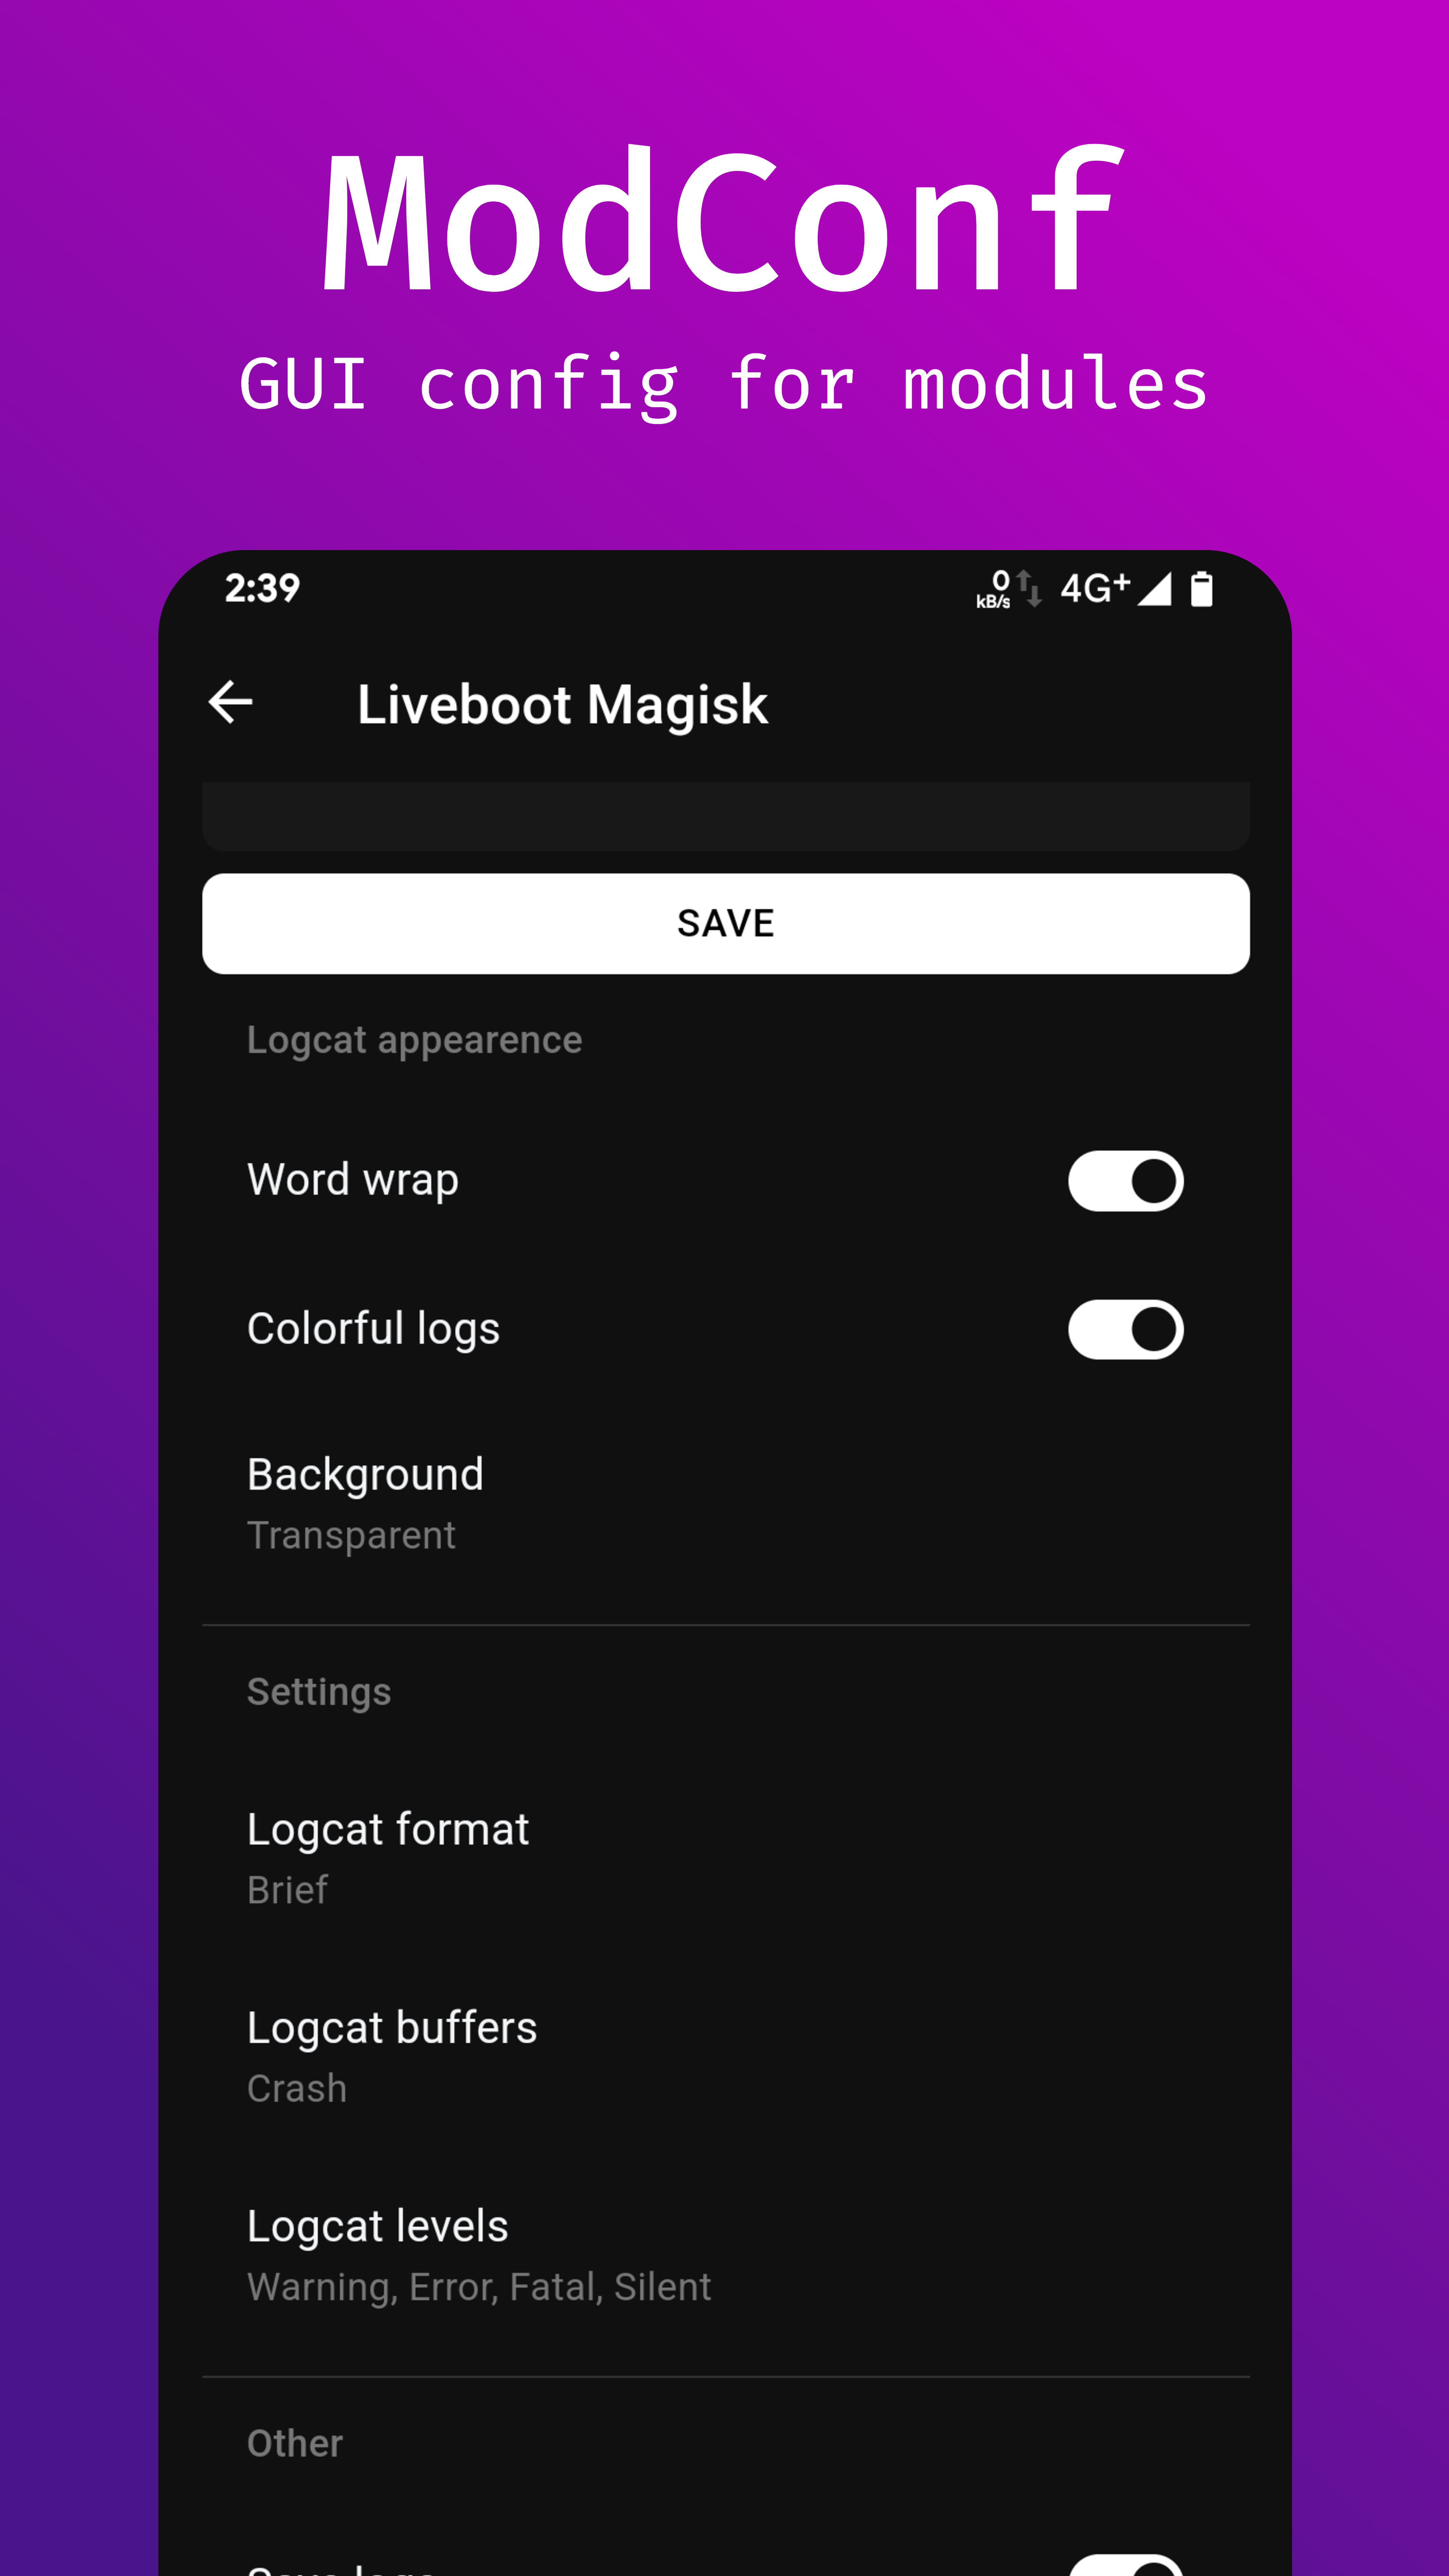 ModConf
GUI config for modules
2:39
0
kB/s
4G+
Liveboot Magisk
SAVE
Logcat appearence
Word wrap
Colorful logs
Background
Transparent
Settings
Logcat format
Brief
Logcat buffers
Crash
Logcat levels
Warning, Error, Fatal, Silent
Other